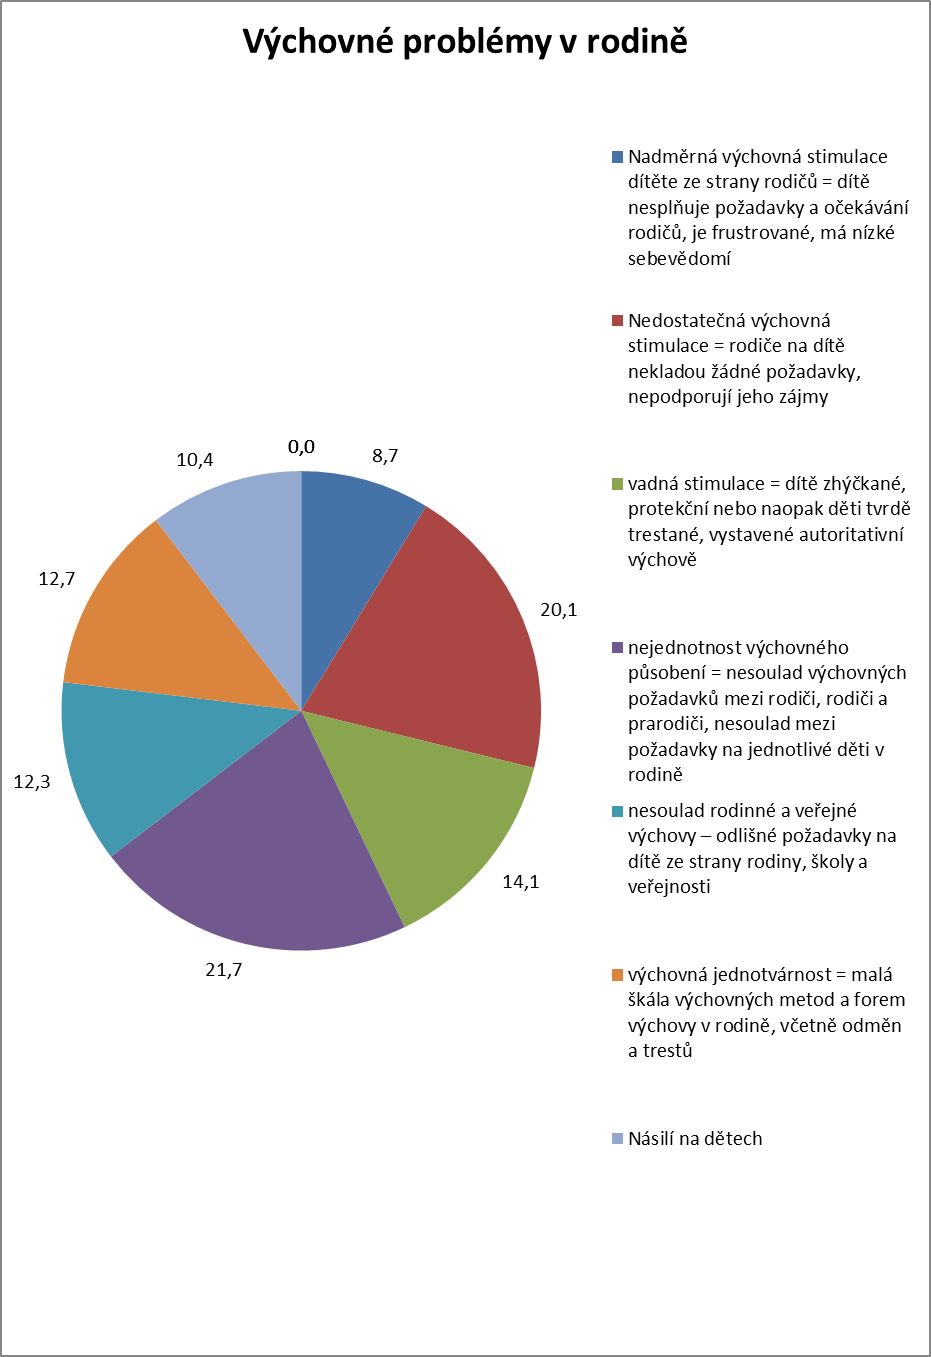 Výchovné problémy v rodině
Nadměrná výchovná stimulace
dítěte ze strany rodičů = dítě
nesplňuje požadavky a očekávání
rodičů, je frustrované, má nízké
sebevědomí
Nedostatečná výchovná
stimulace = rodiče na dítě
nekladou žádné požadavky,
nepodporují jeho zájmy
vadná stimulace = dítě zhýčkané,
protekční nebo naopak děti tvrdě
trestané, vystavené autoritativní
výchově
nejednotnost výchovného
působení = nesoulad výchovných
požadavků mezi rodiči, rodiči a
prarodiči, nesoulad mezi
požadavky na jednotlivé děti v
rodině
nesoulad rodinné a veřejné
výchovy – odlišné požadavky na
dítě ze strany rodiny, školy a
veřejnosti
výchovná jednotvárnost = malá
škála výchovných metod a forem
výchovy v rodině, včetně odměn
a trestů
Násilí na dětech
0,0
8,7
20,1
14,1
21,7
12,3
12,7
10,4